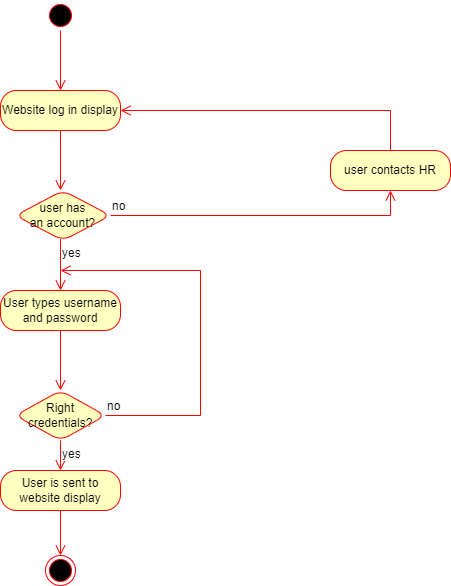 Website log in display
user contacts HR
user has
an account?
no
yes
User types username
and password
Right
credentials?
no
yes
User is sent to
website display